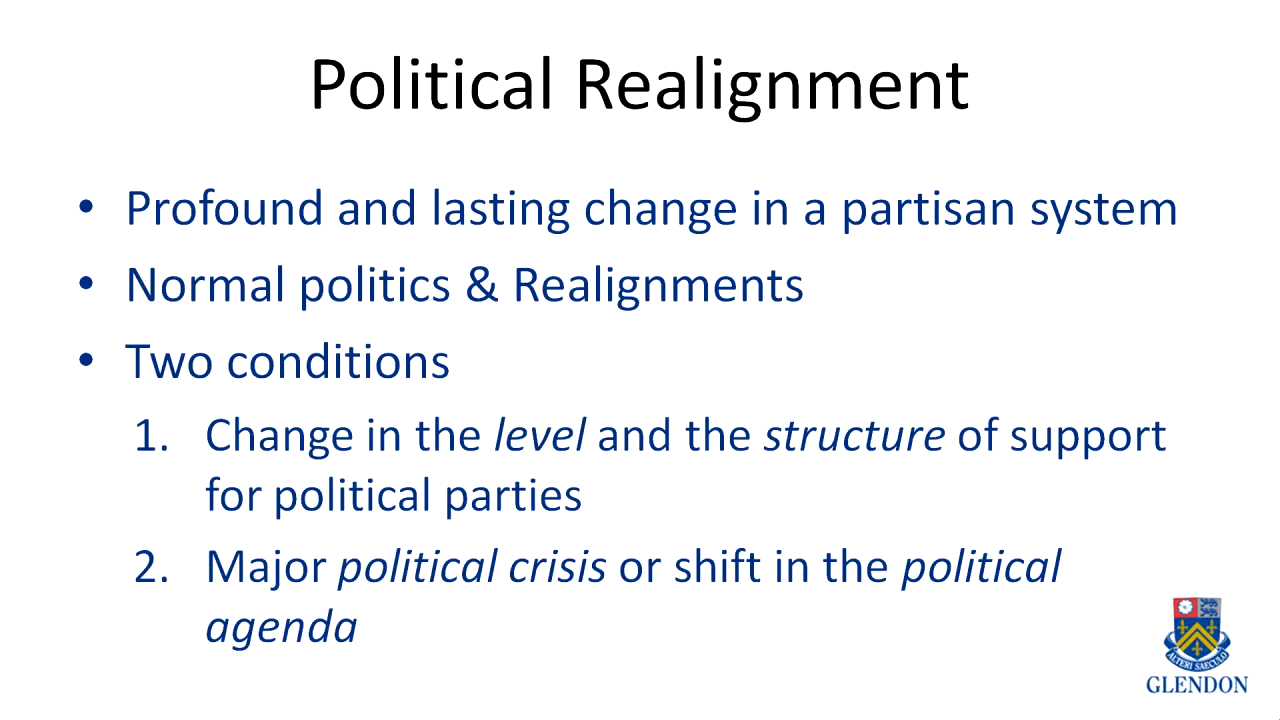 Political Realignment
• Profound and lasting change in a partisan system
• Normal politics & Realignments
• Two conditions
1. Change in the level and the structure of support
for political parties
2. Major political crisis or shift in the political
agenda
ALTERI SAECULO
GLENDON